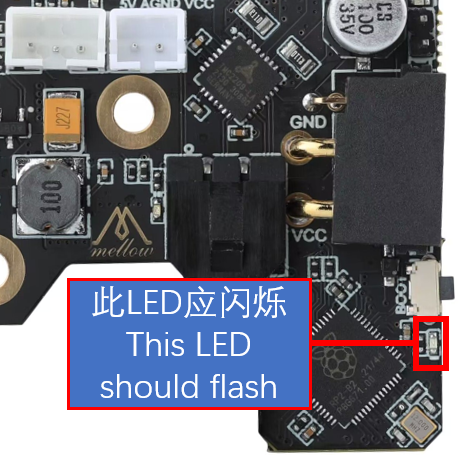 5V AGND VCC
CS
100
35V
J227
GND
100
VCC
mellow
BOOT
此LED应闪烁
This LED
should flash